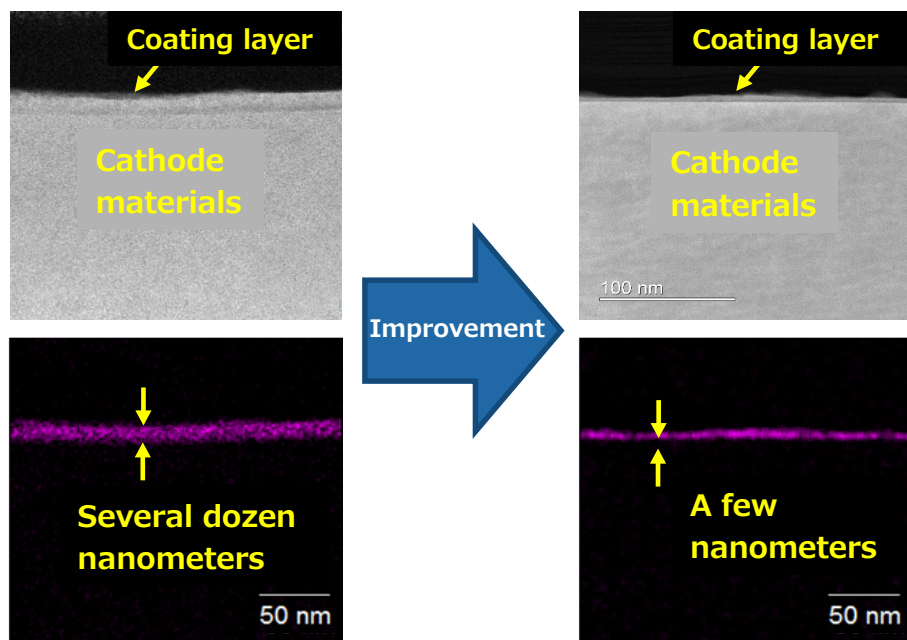 Coating layer
Cathode
materials
Coating layer
Cathode
materials
100 nm
Improvement
Several dozen
nanometers
50 nm
A few
nanometers
50 nm